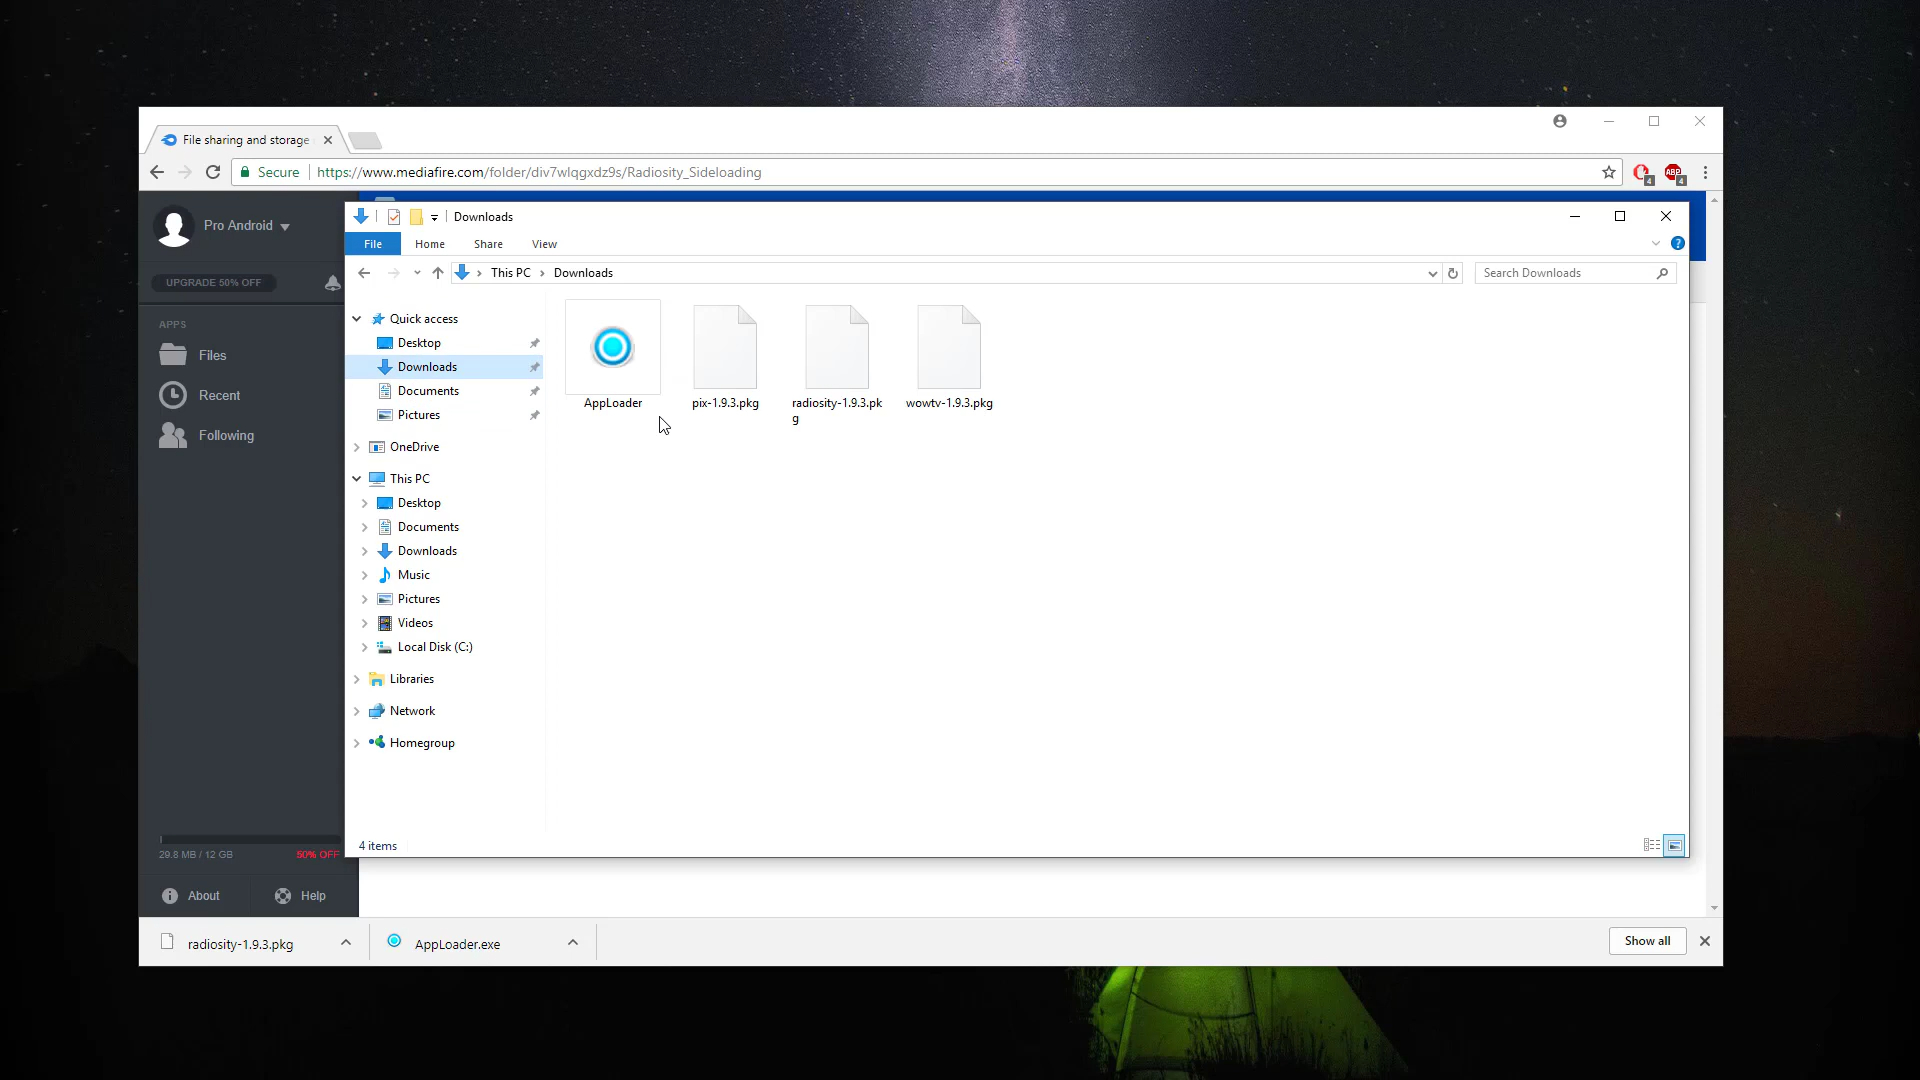 File sharing and storage
Secure
https://www.mediafire.com/folder/div7wlqgxdz9s/Radiosity_Sideloading
4
ABP
4
Pro Android
UPGRADE 50% OFF
APPS
Files
Recent
Following
29.8 MB / 12 GB
50% OFF
About
Help
Downloads
File
Home
Share
View
?
This PC
Downloads
Search Downloads
Quick access
Desktop
Downloads
Documents
Pictures
OneDrive
This PC
Desktop
Documents
Downloads
Music
Pictures
Videos
Local Disk (C:)
Libraries
Network
Homegroup
AppLoader
pix-1.9.3.pkg
radiosity-1.9.3.pk
g
wowtv-1.9.3.pkg
4 items
radiosity-1.9.3.pkg
AppLoader.exe
Show all